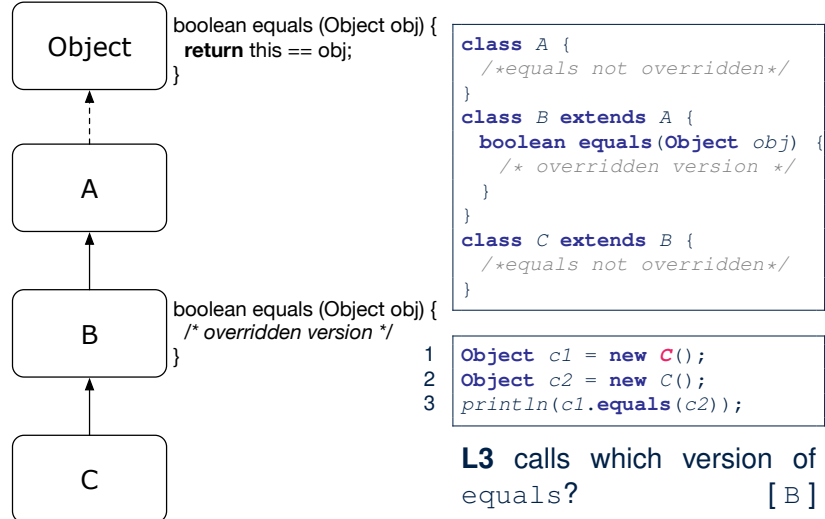 Object
boolean equals (Object obj) {
return this == obj;
}
A
B
boolean equals (Object obj) {
/* overridden version */
}
C
class A {
/*equals not overridden*/
}
class B extends A {
boolean equals(Object obj) {
/* overridden version */
}
}
class C extends B {
/*equals not overridden*/
}
1 Object c1 = new C();
2 Object c2 = new C();
3 println(c1.equals(c2));
L3 calls which version of
equals? [ B ]